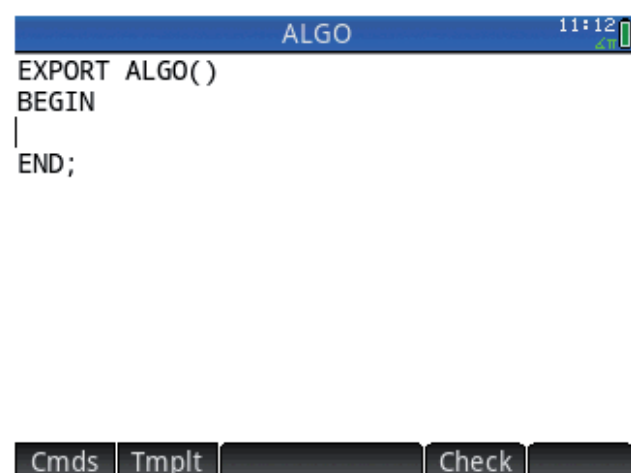 ALGO
11:12
∡π
EXPORT ALGO()
BEGIN
END;
Cmds Tmplt Check